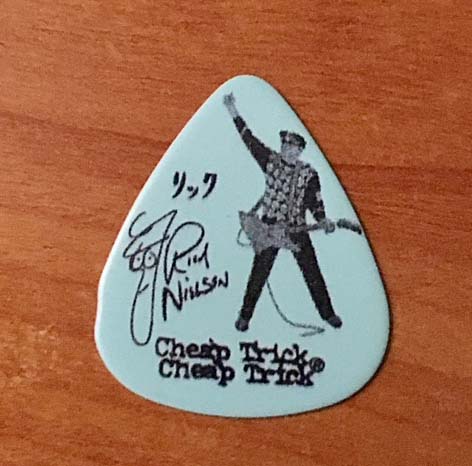 リック
Rick
Nielsen
Cheap Trick
Cheap Trick®